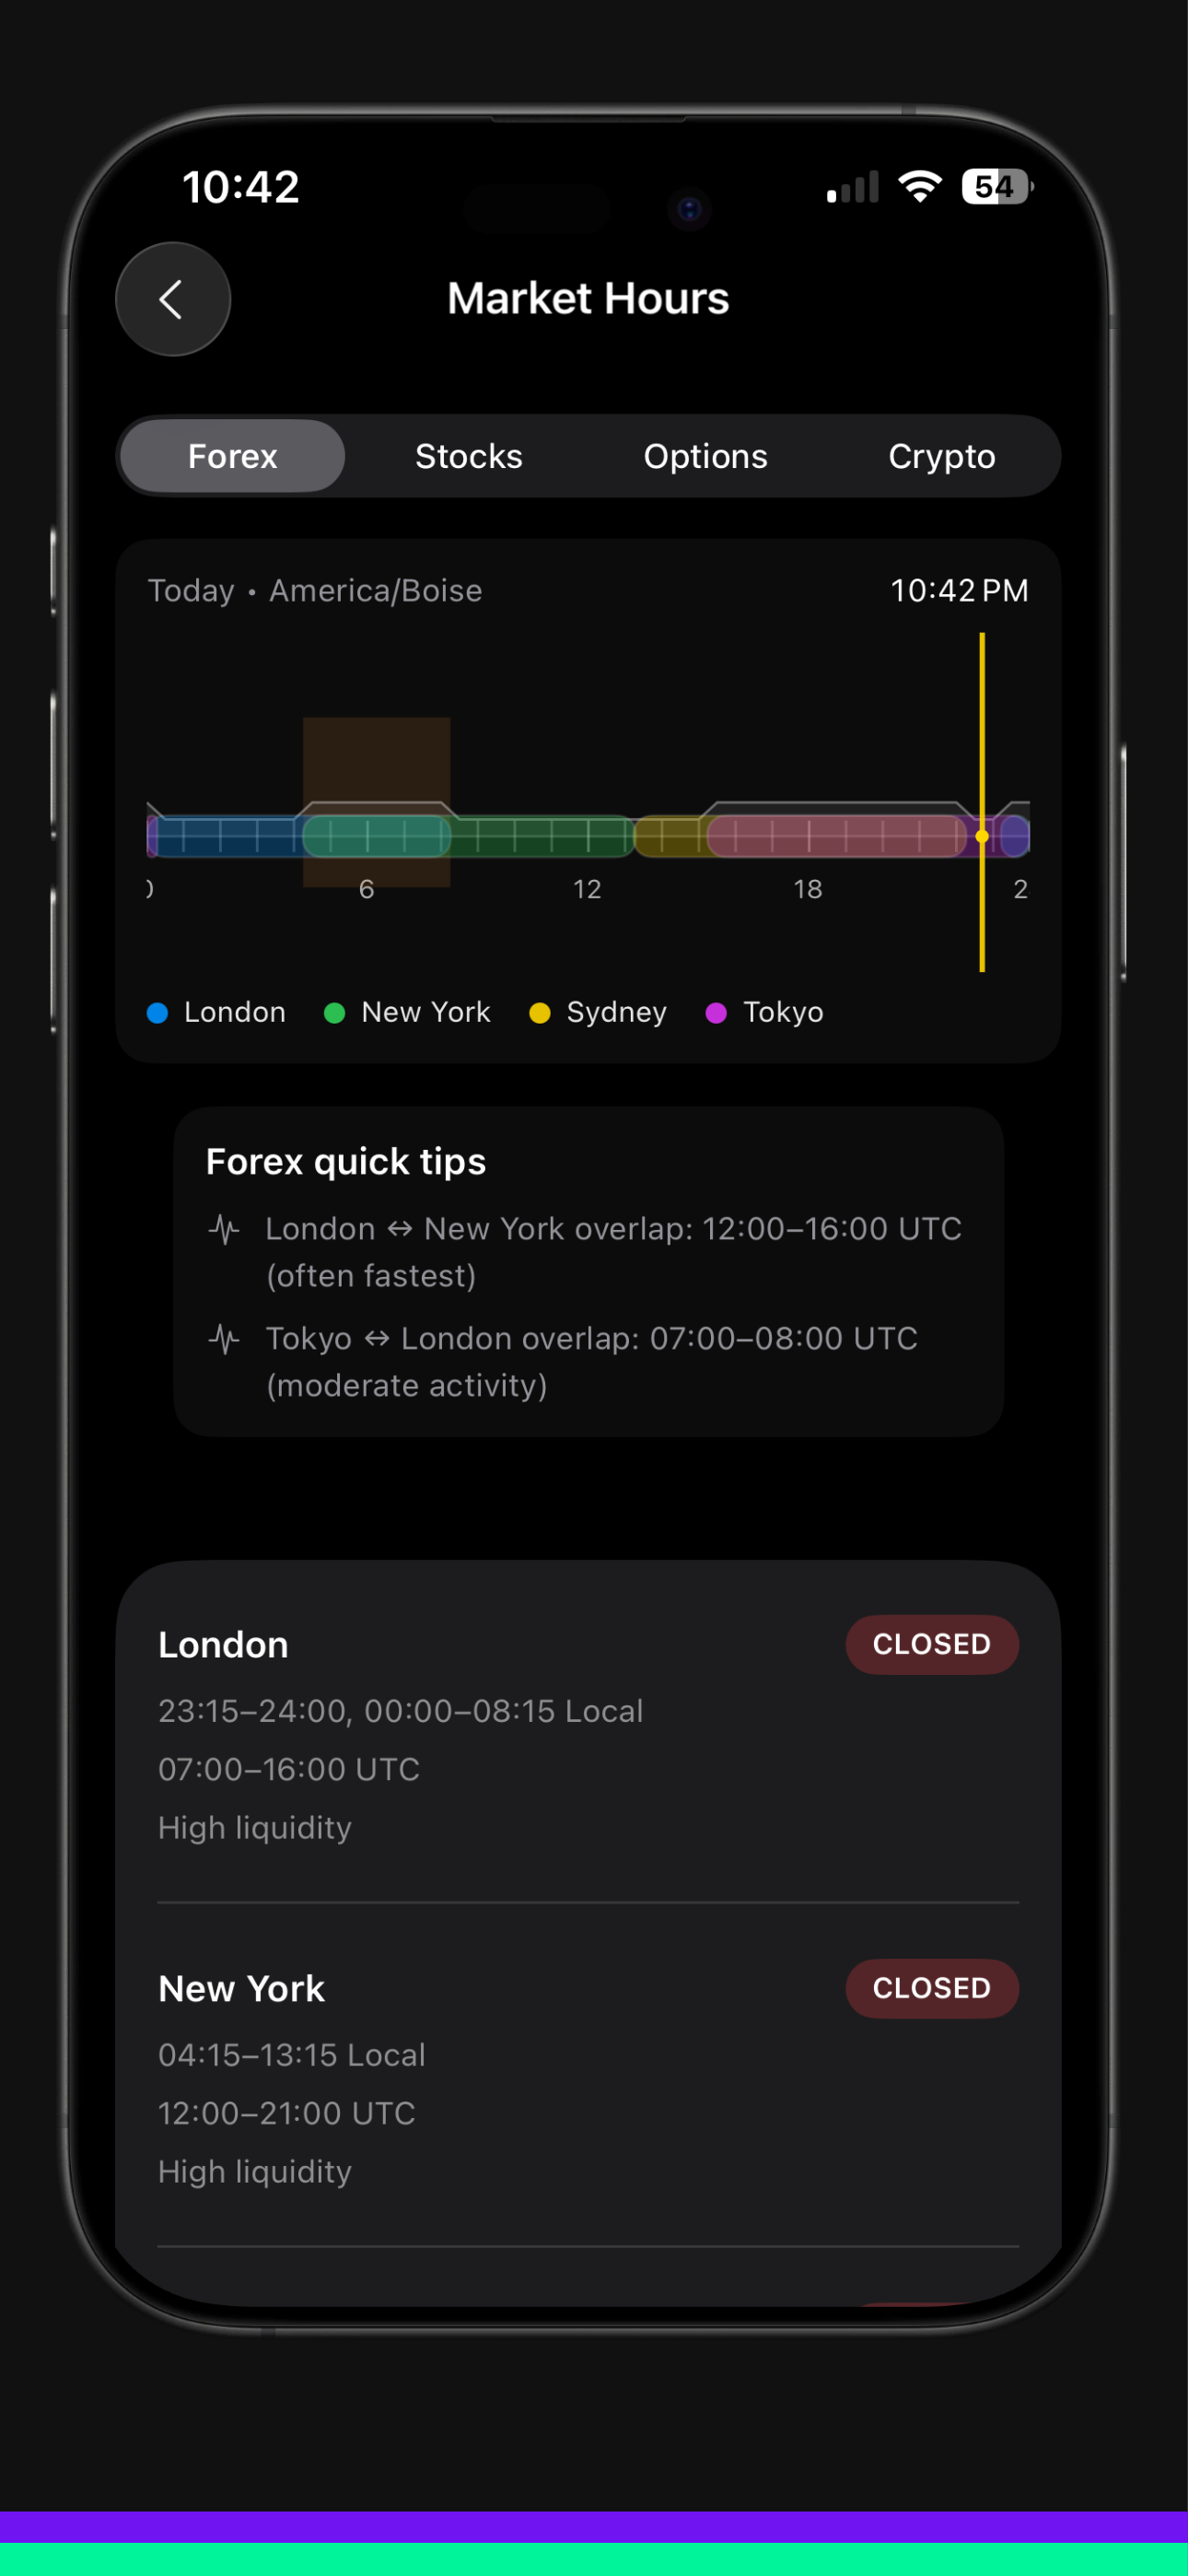 10:42
54
Market Hours
Forex Stocks Options Crypto
Today • America/Boise 10:42 PM
6 12 18 2
London New York Sydney Tokyo
Forex quick tips
London ↔ New York overlap: 12:00–16:00 UTC
(often fastest)
Tokyo ↔ London overlap: 07:00–08:00 UTC
(moderate activity)
London CLOSED
23:15–24:00, 00:00–08:15 Local
07:00–16:00 UTC
High liquidity
New York CLOSED
04:15–13:15 Local
12:00–21:00 UTC
High liquidity